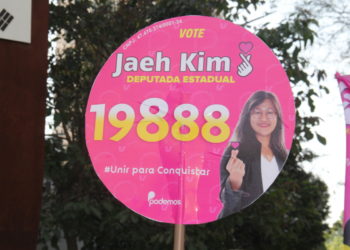 VOTE
Jaeh Kim
DEPUTADA ESTADUAL
19888
#Unir para Conquistar
podemos